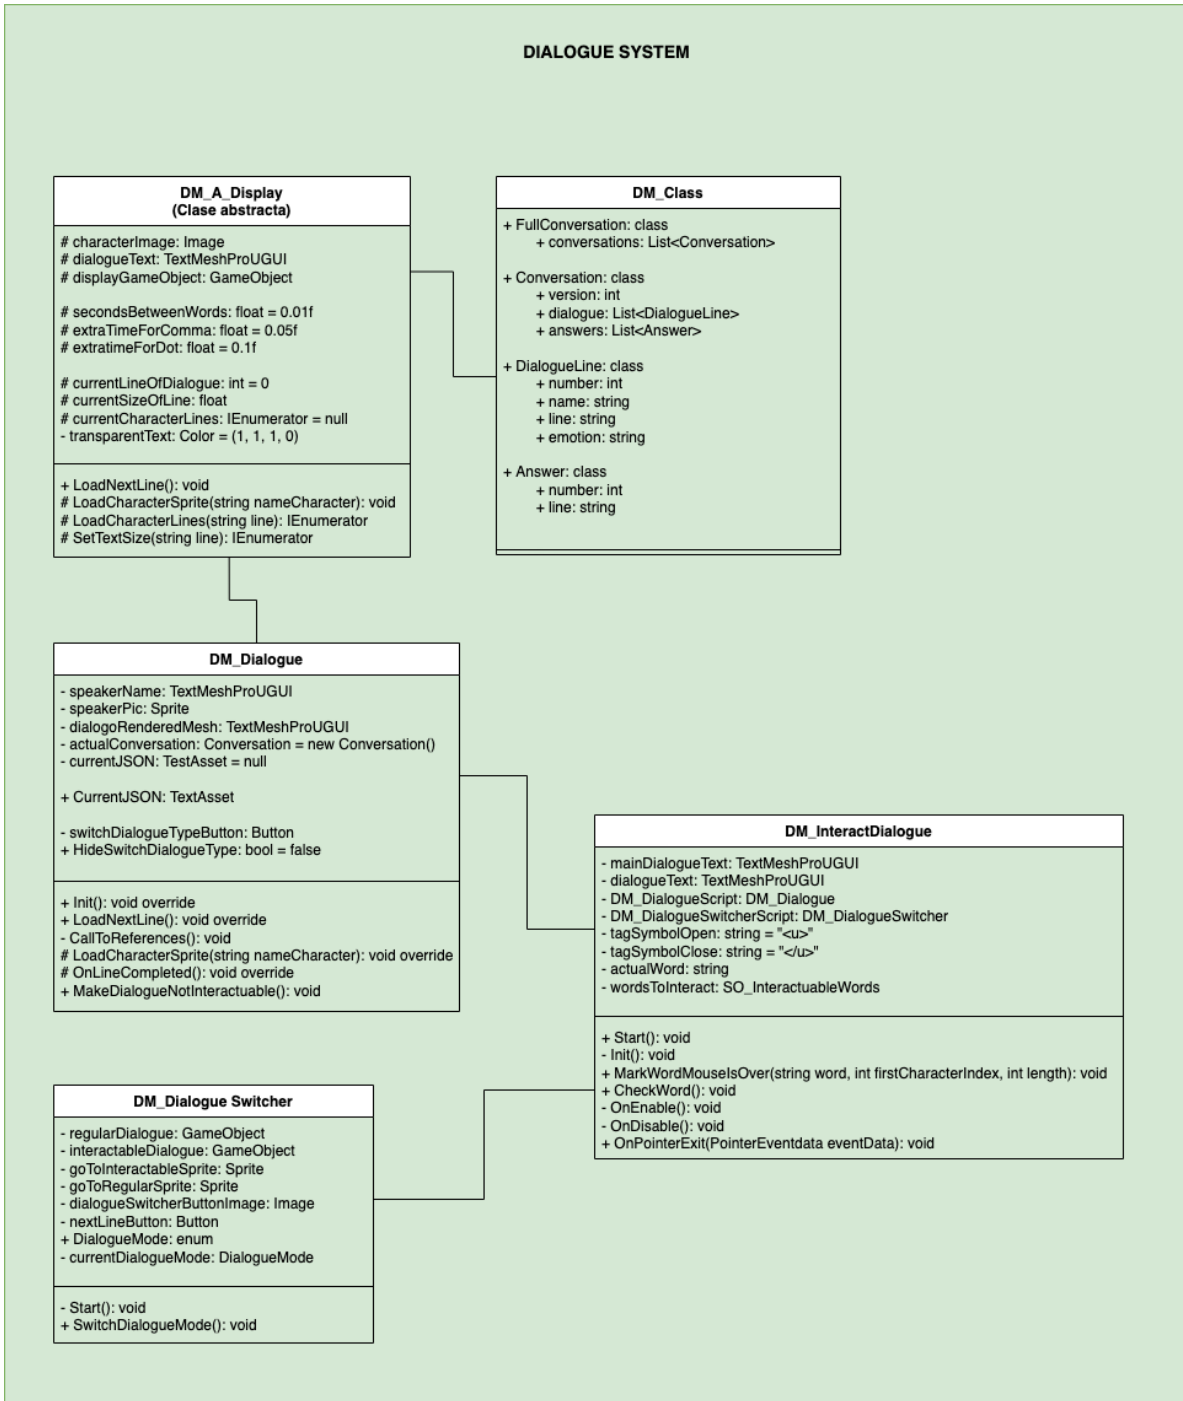 DIALOGUE SYSTEM
DM_A_Display
(Clase abstracta)
# characterImage: Image
# dialogueText: TextMeshProUGUI
# displayGameObject: GameObject
# secondsBetweenWords: float = 0.01f
# extraTimeForComma: float = 0.05f
# extratimeForDot: float = 0.1f
# currentLineOfDialogue: int = 0
# currentSizeOfLine: float
# currentCharacterLines: IEnumerator = null
- transparentText: Color = (1, 1, 1, 0)
+ LoadNextLine(): void
# LoadCharacterSprite(string nameCharacter): void
# LoadCharacterLines(string line): IEnumerator
# SetTextSize(string line): IEnumerator
DM_Class
+ FullConversation: class
+ conversations: List<Conversation>
+ Conversation: class
+ version: int
+ dialogue: List<DialogueLine>
+ answers: List<Answer>
+ DialogueLine: class
+ number: int
+ name: string
+ line: string
+ emotion: string
+ Answer: class
+ number: int
+ line: string
DM_Dialogue
- speakerName: TextMeshProUGUI
- speakerPic: Sprite
- dialogoRenderedMesh: TextMeshProUGUI
- actualConversation: Conversation = new Conversation()
- currentJSON: TestAsset = null
+ CurrentJSON: TextAsset
- switchDialogueTypeButton: Button
+ HideSwitchDialogueType: bool = false
+ Init(): void override
+ LoadNextLine(): void override
- CallToReferences(): void
# LoadCharacterSprite(string nameCharacter): void override
# OnLineCompleted(): void override
+ MakeDialogueNotInteractuable(): void
DM_InteractDialogue
- mainDialogueText: TextMeshProUGUI
- dialogueText: TextMeshProUGUI
- DM_DialogueScript: DM_Dialogue
- DM_DialogueSwitcherScript: DM_DialogueSwitcher
- tagSymbolOpen: string = "<u>"
- tagSymbolClose: string = "</u>"
- actualWord: string
- wordsToInteract: SO_InteractuableWords
+ Start(): void
- Init(): void
+ MarkWordMouseIsOver(string word, int firstCharacterIndex, int length): void
+ CheckWord(): void
- OnEnable(): void
- OnDisable(): void
+ OnPointerExit(PointerEventdata eventData): void
DM_Dialogue Switcher
- regularDialogue: GameObject
- interactableDialogue: GameObject
- goToInteractableSprite: Sprite
- goToRegularSprite: Sprite
- dialogueSwitcherButtonImage: Image
- nextLineButton: Button
+ DialogueMode: enum
- currentDialogueMode: DialogueMode
- Start(): void
+ SwitchDialogueMode(): void